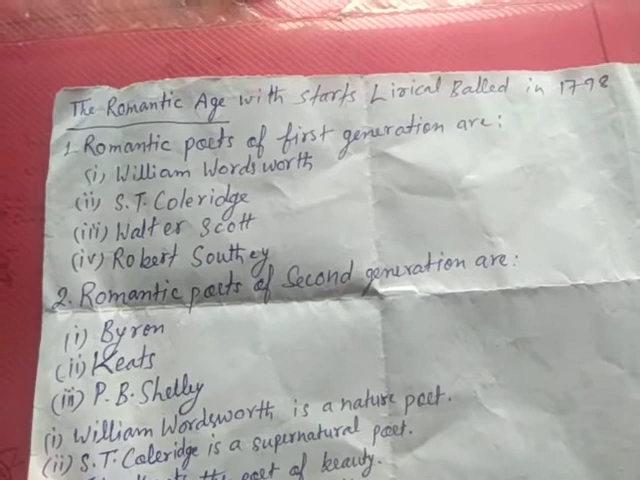 The Romantic Age with starts Lirical Balled in 1798
1. Romantic poets of first generation are:
(i) William Wordsworth
(ii) S.T. Coleridge
(iii) Walter Scott
(iv) Robert Southey
2. Romantic poets of Second generation are:
(i) Byron
(ii) Keats
(iii) P.B. Shelly
(i) William Wordsworth is a nature poet.
(ii) S.T. Coleridge is a supernatural poet.
the poet of beauty.